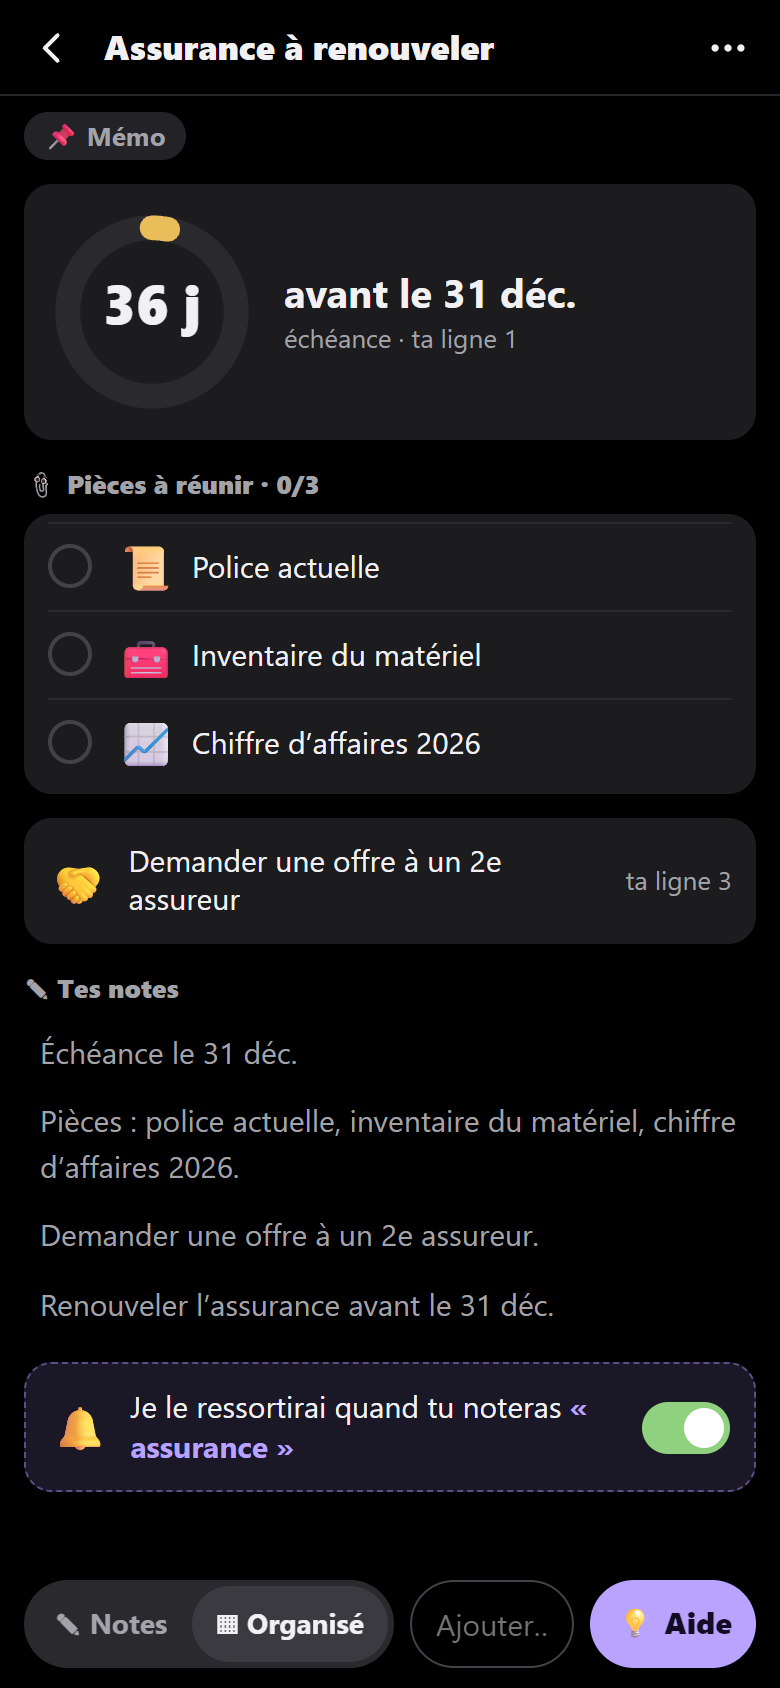 Assurance à renouveler
Mémo
36 j
avant le 31 déc.
échéance · ta ligne 1
Pièces à réunir · 0/3
Police actuelle
Inventaire du matériel
Chiffre d’affaires 2026
Demander une offre à un 2e
assureur
ta ligne 3
Tes notes
Échéance le 31 déc.
Pièces : police actuelle, inventaire du matériel, chiffre
d’affaires 2026.
Demander une offre à un 2e assureur.
Renouveler l’assurance avant le 31 déc.
Je le ressortirai quand tu noteras «
assurance »
Notes
Organisé
Ajouter..
Aide